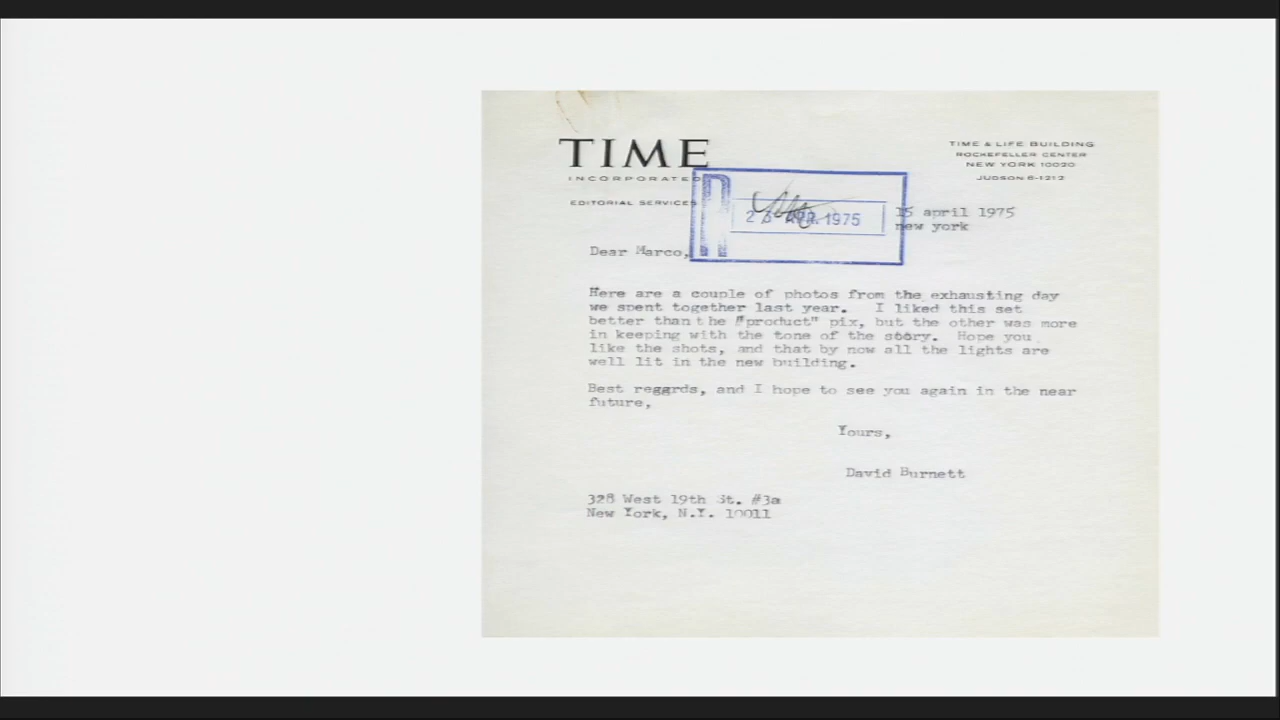 TIME
INCORPORATED
EDITORIAL SERVICES
TIME & LIFE BUILDING
ROCKEFELLER CENTER
NEW YORK 10020
JUDSON 6-1212
R
23 APR. 1975
15 april 1975
new york
Dear Marco,
Here are a couple of photos from the exhausting day
we spent together last year. I liked this set
better than the "product" pix, but the other was more
in keeping with the tone of the story. Hope you
like the shots, and that by now all the lights are
well lit in the new building.
Best reggrds, and I hope to see you again in the near
future,
Yours,
David Burnett
328 West 19th St. #3a
New York, N.Y. 10011